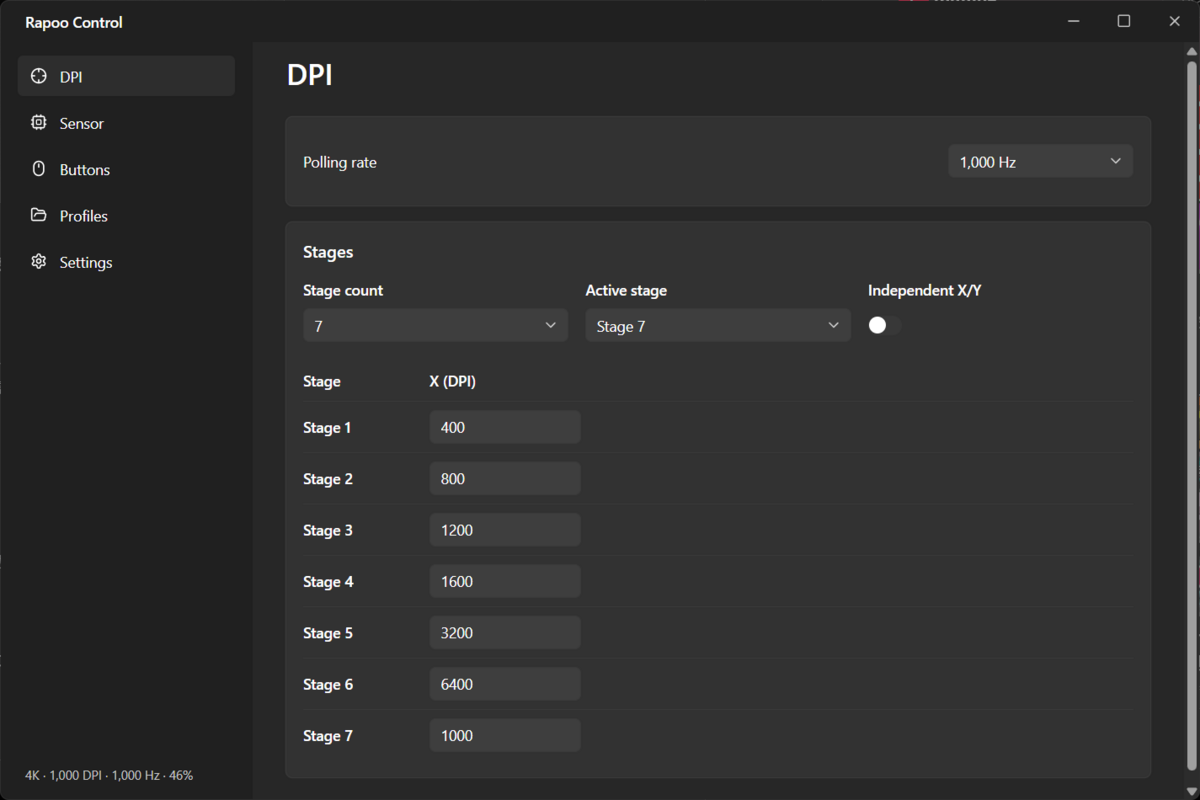 Rapoo Control
DPI
Sensor
Buttons
Profiles
Settings
4K · 1,000 DPI · 1,000 Hz · 46%
DPI
Polling rate 1,000 Hz
Stages
Stage count Active stage Independent X/Y
7 Stage 7
Stage X (DPI)
Stage 1 400
Stage 2 800
Stage 3 1200
Stage 4 1600
Stage 5 3200
Stage 6 6400
Stage 7 1000